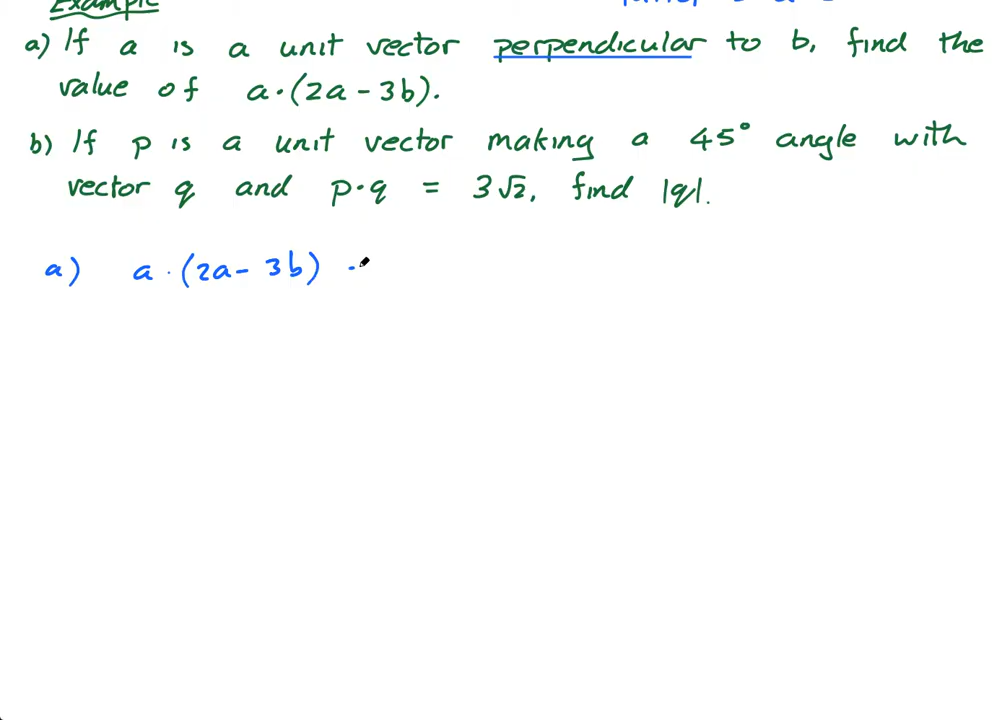 Example
a) If a is a unit vector perpendicular to b, find the
value of a·(2a - 3b).
b) If p is a unit vector making a 45° angle with
vector q and p·q = 3√2, find |q|.
a) a · (2a - 3b)